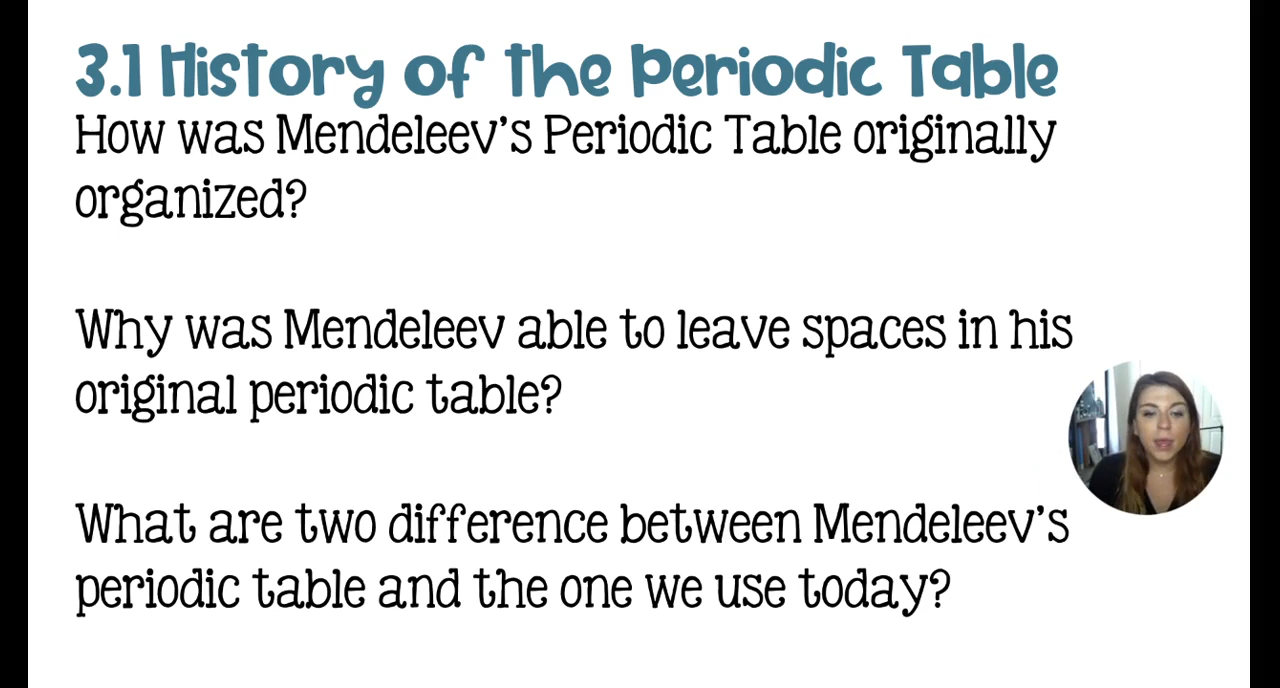 3.1 History of the Periodic Table
How was Mendeleev's Periodic Table originally
organized?
Why was Mendeleev able to leave spaces in his
original periodic table?
What are two difference between Mendeleev's
periodic table and the one we use today?